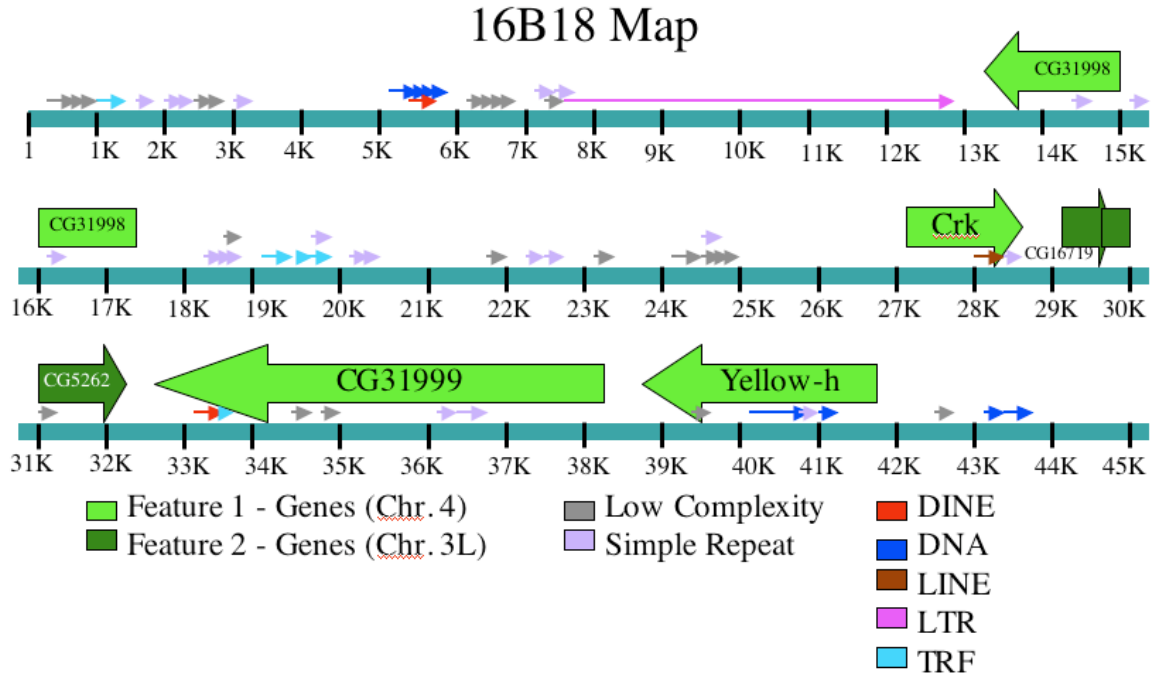 16B18 Map
CG31998
1 1K 2K 3K 4K 5K 6K 7K 8K 9K 10K 11K 12K 13K 14K 15K
CG31998 Crk CG16719
16K 17K 18K 19K 20K 21K 22K 23K 24K 25K 26K 27K 28K 29K 30K
CG5262 CG31999 Yellow-h
31K 32K 33K 34K 35K 36K 37K 38K 39K 40K 41K 42K 43K 44K 45K
Feature 1 - Genes (Chr. 4) Low Complexity DINE
Feature 2 - Genes (Chr. 3L) Simple Repeat DNA
LINE
LTR
TRF